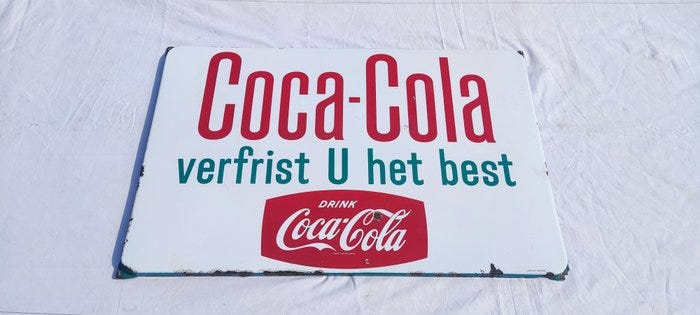 Coca-Cola
verfrist U het best
DRINK
Coca-Cola